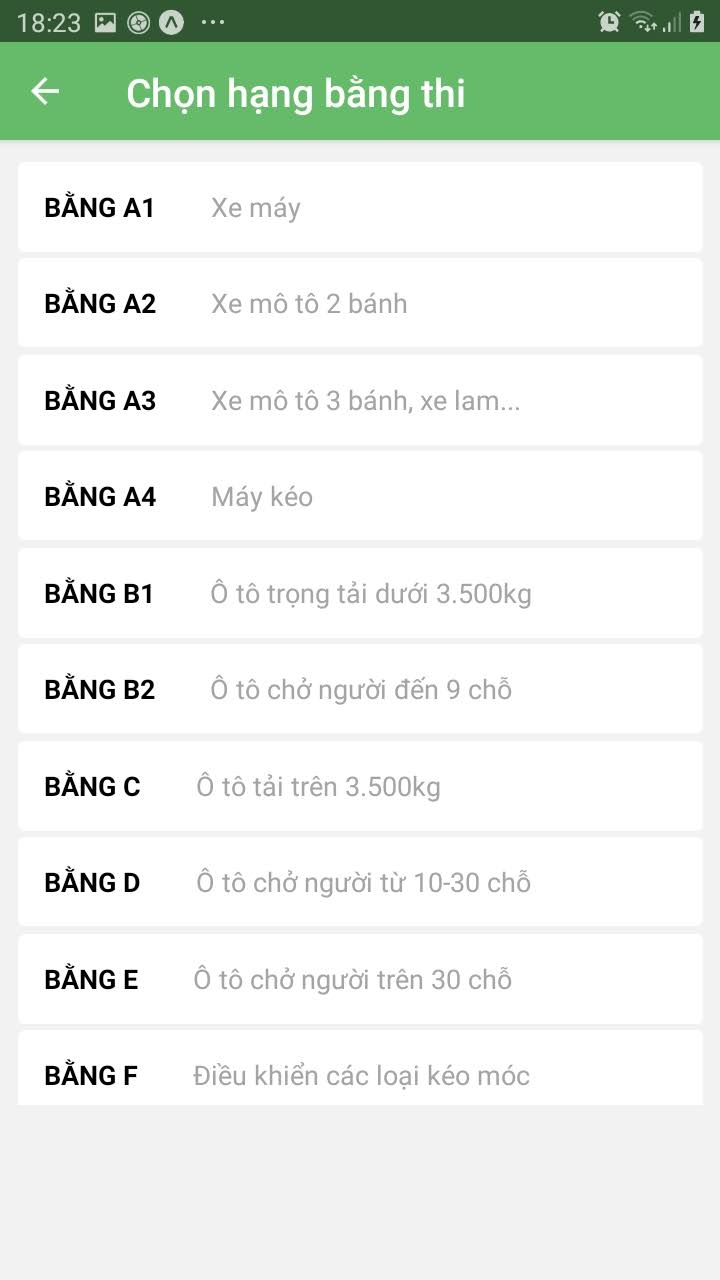 18:23
Chọn hạng bằng thi
BẰNG A1 Xe máy
BẰNG A2 Xe mô tô 2 bánh
BẰNG A3 Xe mô tô 3 bánh, xe lam...
BẰNG A4 Máy kéo
BẰNG B1 Ô tô trọng tải dưới 3.500kg
BẰNG B2 Ô tô chở người đến 9 chỗ
BẰNG C Ô tô tải trên 3.500kg
BẰNG D Ô tô chở người từ 10-30 chỗ
BẰNG E Ô tô chở người trên 30 chỗ
BẰNG F Điều khiển các loại kéo móc